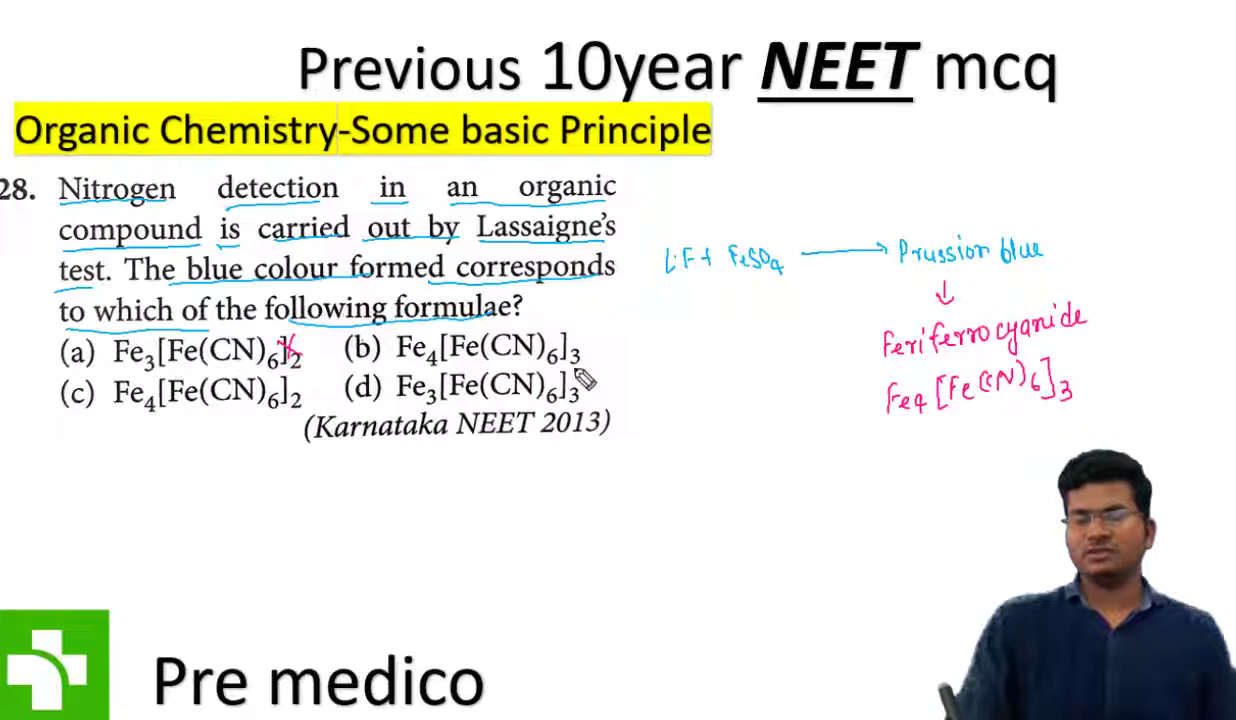 Previous 10year NEET mcq
Organic Chemistry-Some basic Principle
28. Nitrogen detection in an organic
compound is carried out by Lassaigne's
test. The blue colour formed corresponds
to which of the following formulae?
(a) Fe₃[Fe(CN)₆]₂ (b) Fe₄[Fe(CN)₆]₃
(c) Fe₄[Fe(CN)₆]₂ (d) Fe₃[Fe(CN)₆]₃
(Karnataka NEET 2013)
L.F + FeSO₄ → Prussion blue
↓
Feriferrocyanide
Fe₄[Fe(CN)₆]₃
Pre medico